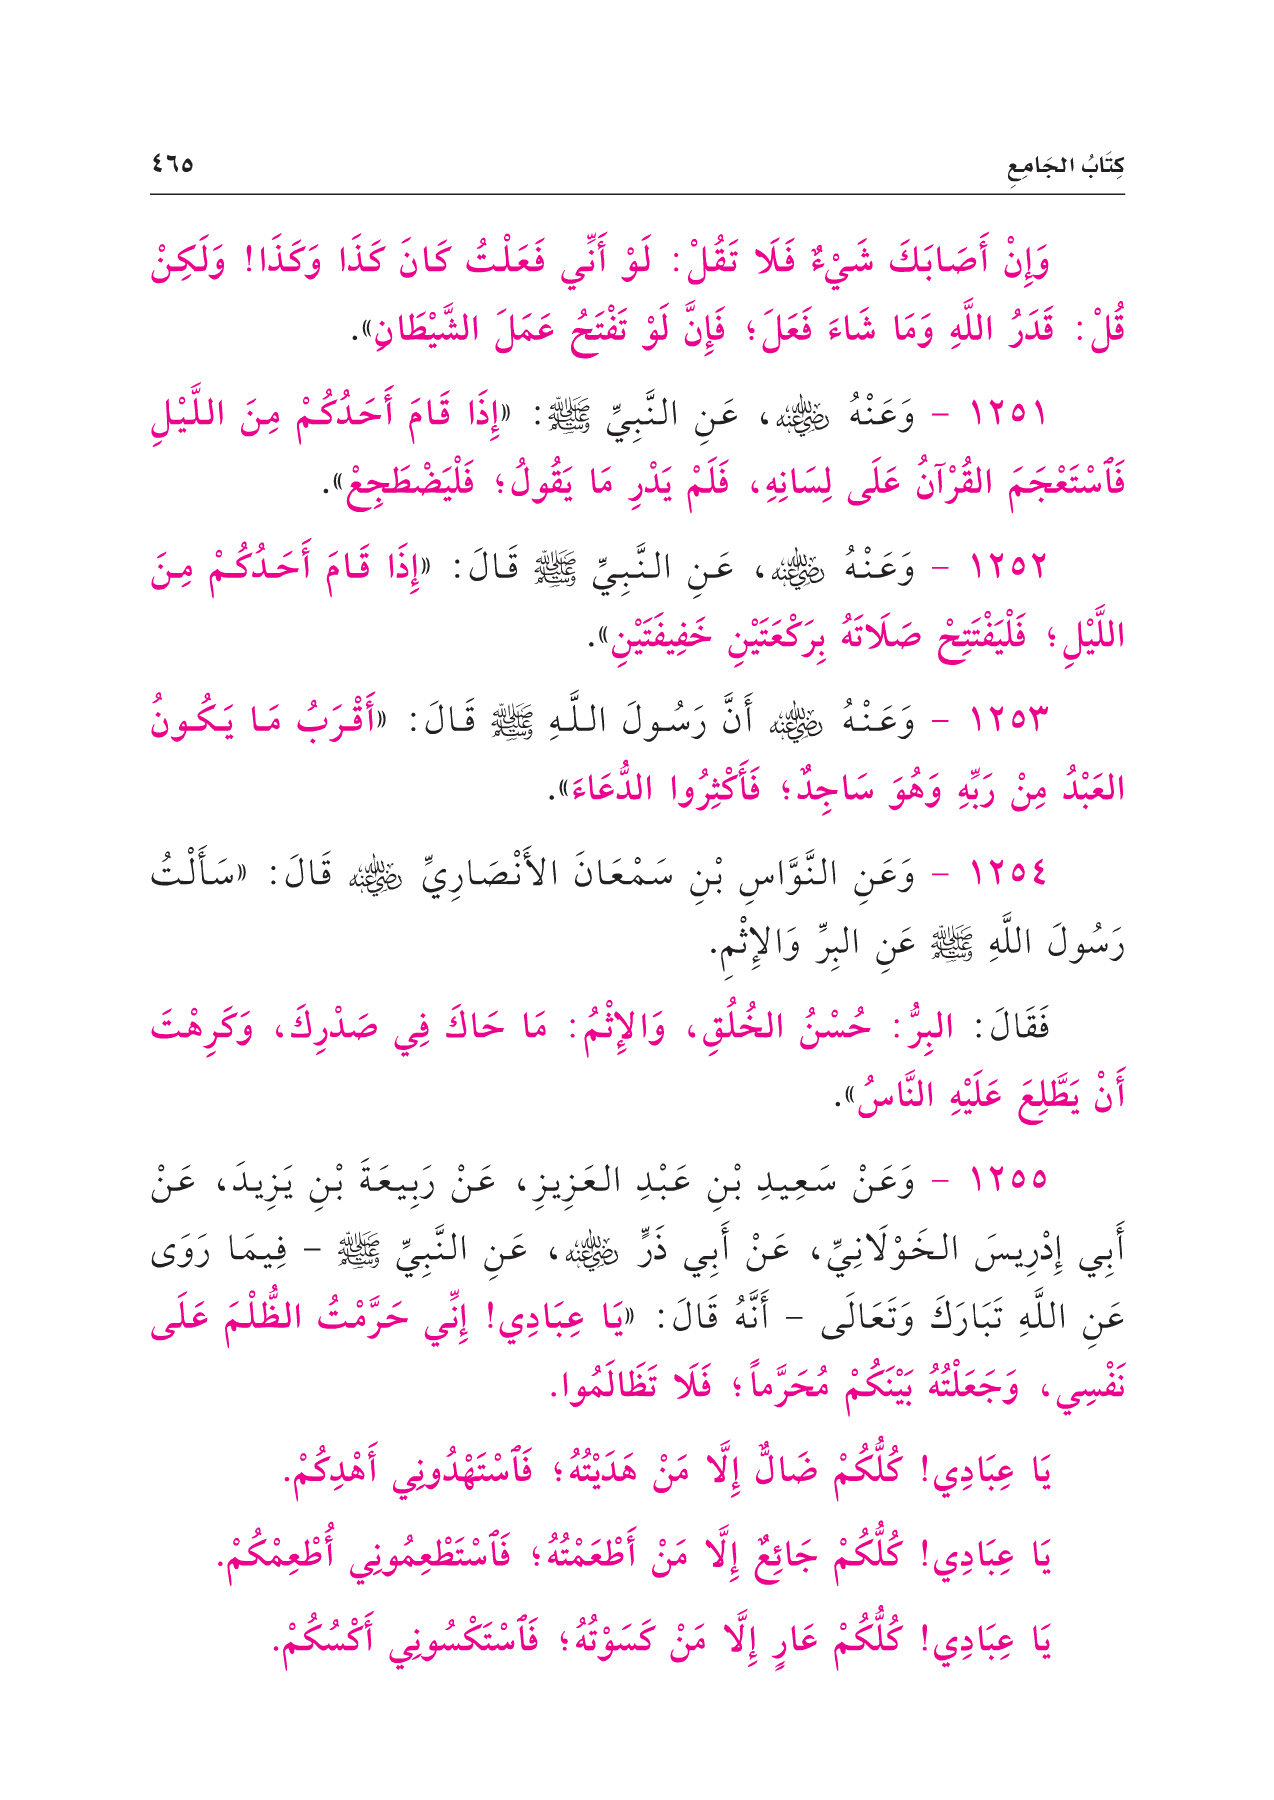 كِتَابُ الجَامِعِ ٤٦٥
وَإِنْ أَصَابَكَ شَيْءٌ فَلَا تَقُلْ: لَوْ أَنِّي فَعَلْتُ كَانَ كَذَا وَكَذَا! وَلَكِنْ
قُلْ: قَدَرُ اللَّهِ وَمَا شَاءَ فَعَلَ؛ فَإِنَّ لَوْ تَفْتَحُ عَمَلَ الشَّيْطَانِ».
١٢٥١ - وَعَنْهُ رضي الله عنه، عَنِ النَّبِيِّ ﷺ: «إِذَا قَامَ أَحَدُكُمْ مِنَ اللَّيْلِ
فَٱسْتَعْجَمَ القُرْآنُ عَلَى لِسَانِهِ، فَلَمْ يَدْرِ مَا يَقُولُ؛ فَلْيَضْطَجِعْ».
١٢٥٢ - وَعَنْهُ رضي الله عنه، عَنِ النَّبِيِّ ﷺ قَالَ: «إِذَا قَامَ أَحَدُكُمْ مِنَ
اللَّيْلِ؛ فَلْيَفْتَتِحْ صَلَاتَهُ بِرَكْعَتَيْنِ خَفِيفَتَيْنِ».
١٢٥٣ - وَعَنْهُ رضي الله عنه أَنَّ رَسُولَ اللَّهِ ﷺ قَالَ: «أَقْرَبُ مَا يَكُونُ
العَبْدُ مِنْ رَبِّهِ وَهُوَ سَاجِدٌ؛ فَأَكْثِرُوا الدُّعَاءَ».
١٢٥٤ - وَعَنِ النَّوَّاسِ بْنِ سَمْعَانَ الأَنْصَارِيِّ رضي الله عنه قَالَ: «سَأَلْتُ
رَسُولَ اللَّهِ ﷺ عَنِ البِرِّ وَالإِثْمِ.
فَقَالَ: البِرُّ: حُسْنُ الخُلُقِ، وَالإِثْمُ: مَا حَاكَ فِي صَدْرِكَ، وَكَرِهْتَ
أَنْ يَطَّلِعَ عَلَيْهِ النَّاسُ».
١٢٥٥ - وَعَنْ سَعِيدِ بْنِ عَبْدِ العَزِيزِ، عَنْ رَبِيعَةَ بْنِ يَزِيدَ، عَنْ
أَبِي إِدْرِيسَ الخَوْلَانِيِّ، عَنْ أَبِي ذَرٍّ رضي الله عنه، عَنِ النَّبِيِّ ﷺ - فِيمَا رَوَى
عَنِ اللَّهِ تَبَارَكَ وَتَعَالَى - أَنَّهُ قَالَ: «يَا عِبَادِي! إِنِّي حَرَّمْتُ الظُّلْمَ عَلَى
نَفْسِي، وَجَعَلْتُهُ بَيْنَكُمْ مُحَرَّماً؛ فَلَا تَظَالَمُوا.
يَا عِبَادِي! كُلُّكُمْ ضَالٌّ إِلَّا مَنْ هَدَيْتُهُ؛ فَٱسْتَهْدُونِي أَهْدِكُمْ.
يَا عِبَادِي! كُلُّكُمْ جَائِعٌ إِلَّا مَنْ أَطْعَمْتُهُ؛ فَٱسْتَطْعِمُونِي أُطْعِمْكُمْ.
يَا عِبَادِي! كُلُّكُمْ عَارٍ إِلَّا مَنْ كَسَوْتُهُ؛ فَٱسْتَكْسُونِي أَكْسُكُمْ.